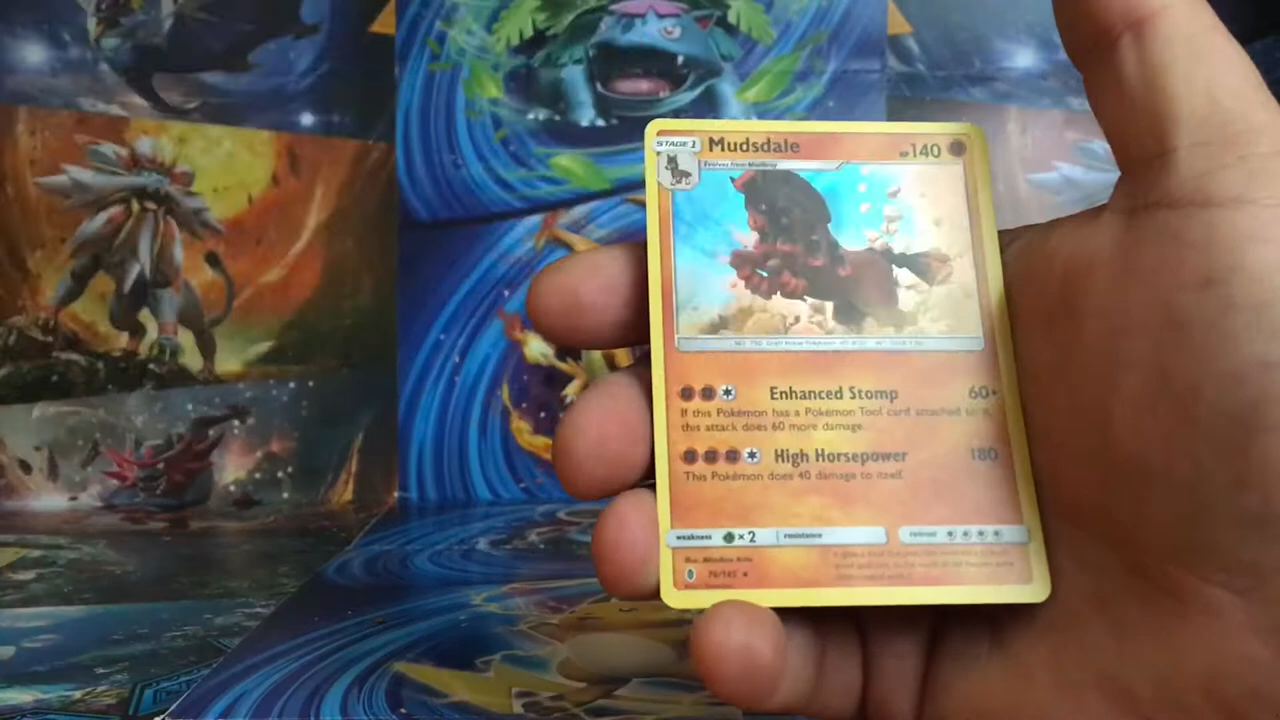 STAGE 1 Mudsdale HP 140
Evolves from Mudbray
Enhanced Stomp 60+
If this Pokémon has a Pokémon Tool card attached to it,
this attack does 60 more damage.
High Horsepower 180
This Pokémon does 40 damage to itself.
weakness ×2 resistance retreat
76/145